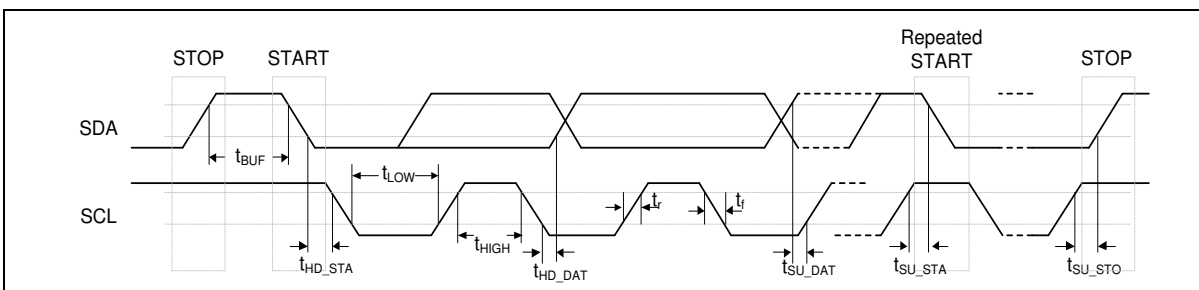 Repeated
STOP START START STOP
SDA
tBUF
tLOW
SCL
tr tf
tHIGH
tHD_STA tHD_DAT tSU_DAT tSU_STA tSU_STO